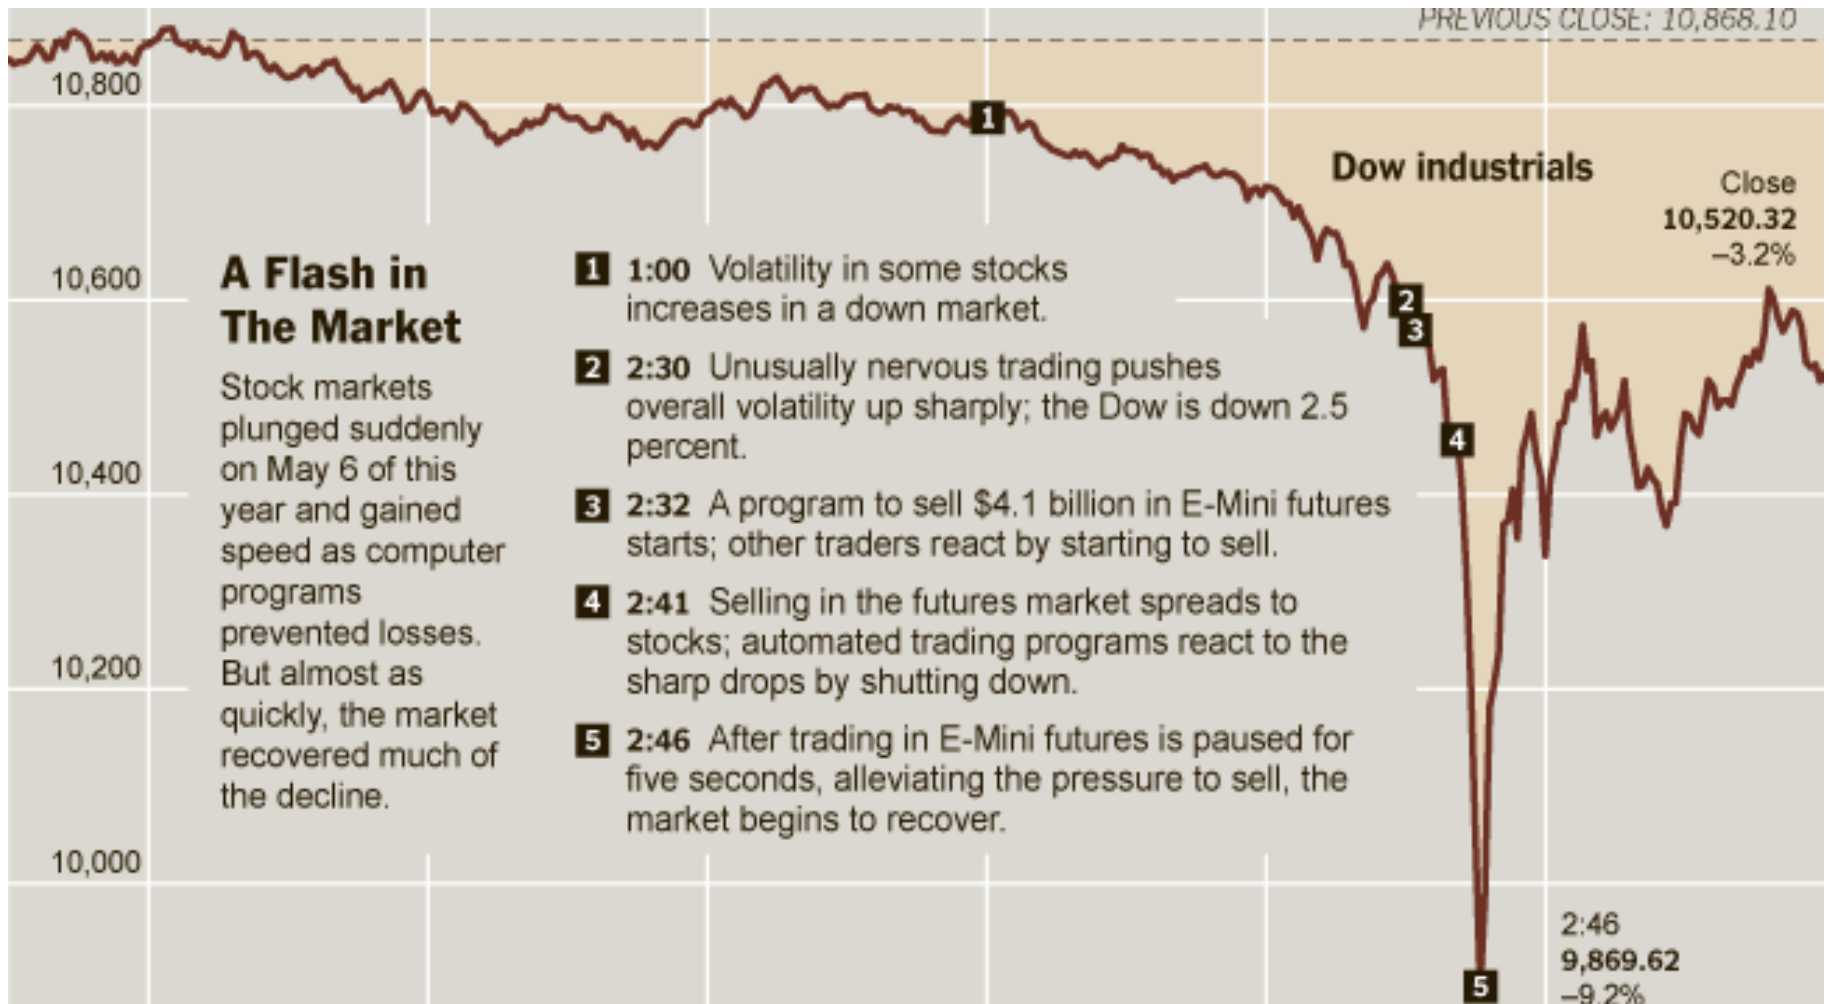 PREVIOUS CLOSE: 10,868.10
10,800
1
Dow industrials
Close
10,520.32
–3.2%
10,600
A Flash in
The Market
Stock markets
plunged suddenly
on May 6 of this
year and gained
speed as computer
programs
prevented losses.
But almost as
quickly, the market
recovered much of
the decline.
1 1:00 Volatility in some stocks
increases in a down market.
2 2:30 Unusually nervous trading pushes
overall volatility up sharply; the Dow is down 2.5
percent.
3 2:32 A program to sell $4.1 billion in E-Mini futures
starts; other traders react by starting to sell.
4 2:41 Selling in the futures market spreads to
stocks; automated trading programs react to the
sharp drops by shutting down.
5 2:46 After trading in E-Mini futures is paused for
five seconds, alleviating the pressure to sell, the
market begins to recover.
2
3
4
10,400
10,200
10,000
2:46
9,869.62
–9.2%
5